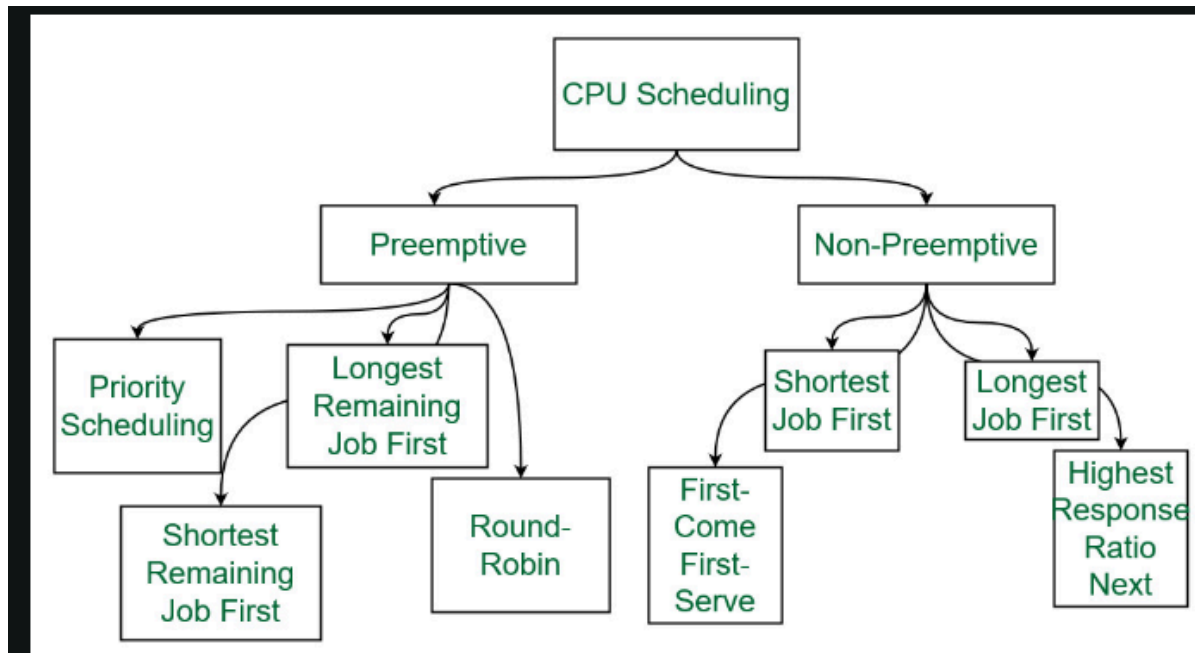 CPU Scheduling
Preemptive
Non-Preemptive
Priority
Scheduling
Longest
Remaining
Job First
Shortest
Remaining
Job First
Round-
Robin
Shortest
Job First
Longest
Job First
First-
Come
First-
Serve
Highest
Response
Ratio
Next